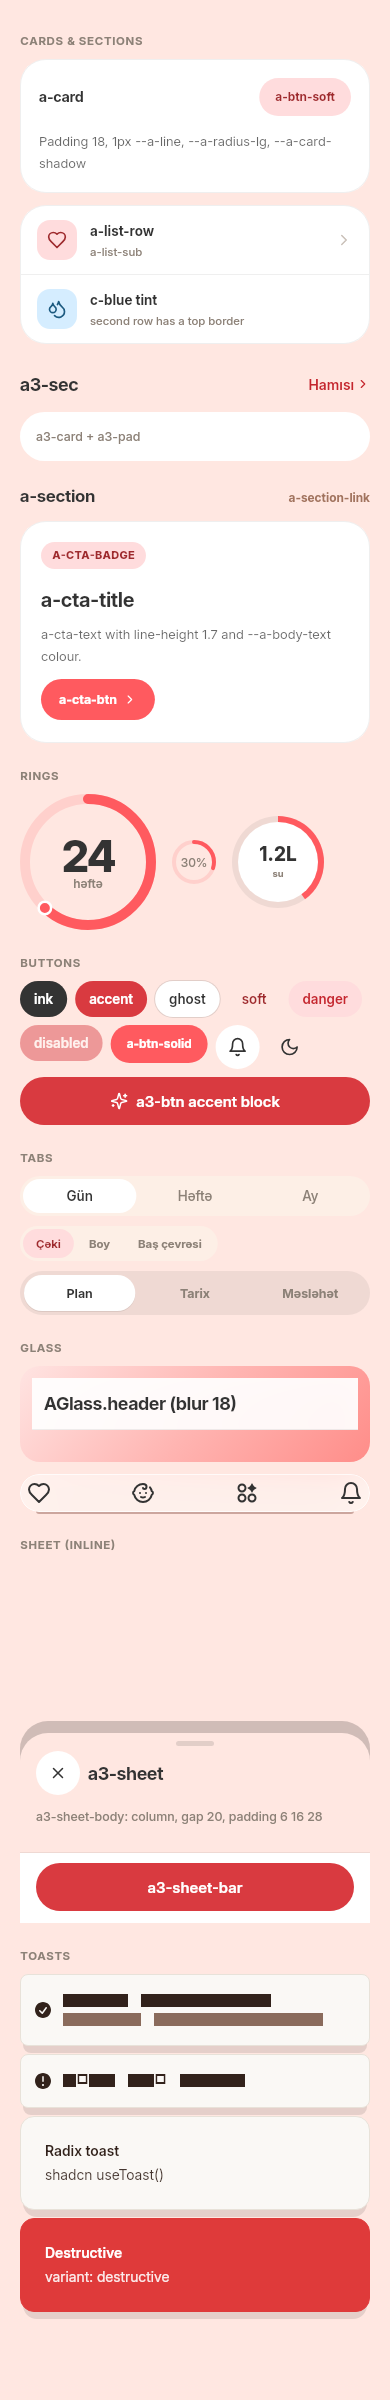 CARDS & SECTIONS
a-card
a-btn-soft
Padding 18, 1px --a-line, --a-radius-lg, --a-card-
shadow
a-list-row
a-list-sub
c-blue tint
second row has a top border
a3-sec
Hamısı
a3-card + a3-pad
a-section
a-section-link
A-CTA-BADGE
a-cta-title
a-cta-text with line-height 1.7 and --a-body-text
colour.
a-cta-btn
RINGS
24
həftə
30%
1.2L
su
BUTTONS
ink
accent
ghost
soft
danger
disabled
a-btn-solid
a3-btn accent block
TABS
Gün
Həftə
Ay
Çəki
Boy
Baş çevrəsi
Plan
Tarix
Məsləhət
GLASS
AGlass.header (blur 18)
SHEET (INLINE)
a3-sheet
a3-sheet-body: column, gap 20, padding 6 16 28
a3-sheet-bar
TOASTS
Radix toast
shadcn useToast()
Destructive
variant: destructive